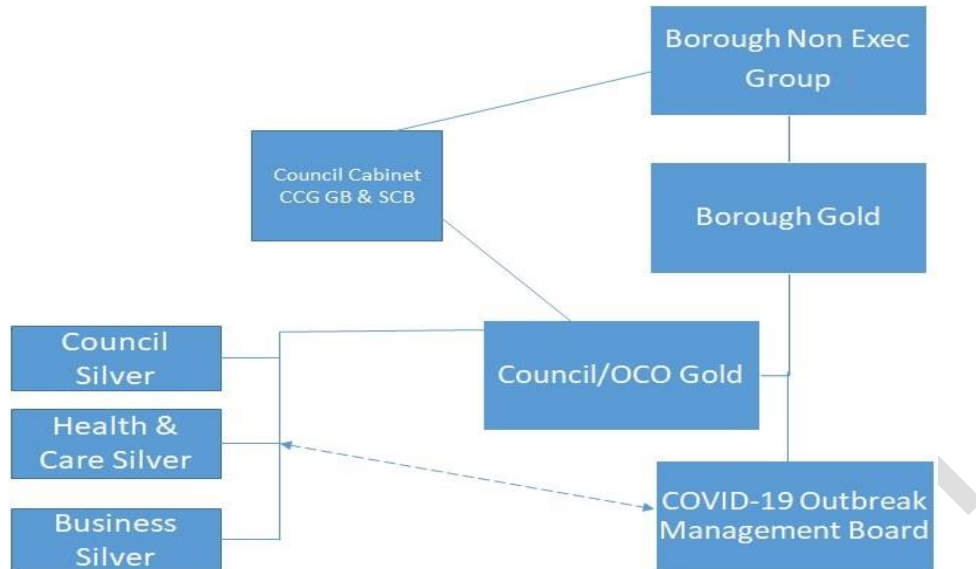 Borough Non Exec
Group
Council Cabinet
CCG GB & SCB
Borough Gold
Council
Silver
Council/OCO Gold
Health &
Care Silver
COVID-19 Outbreak
Management Board
Business
Silver